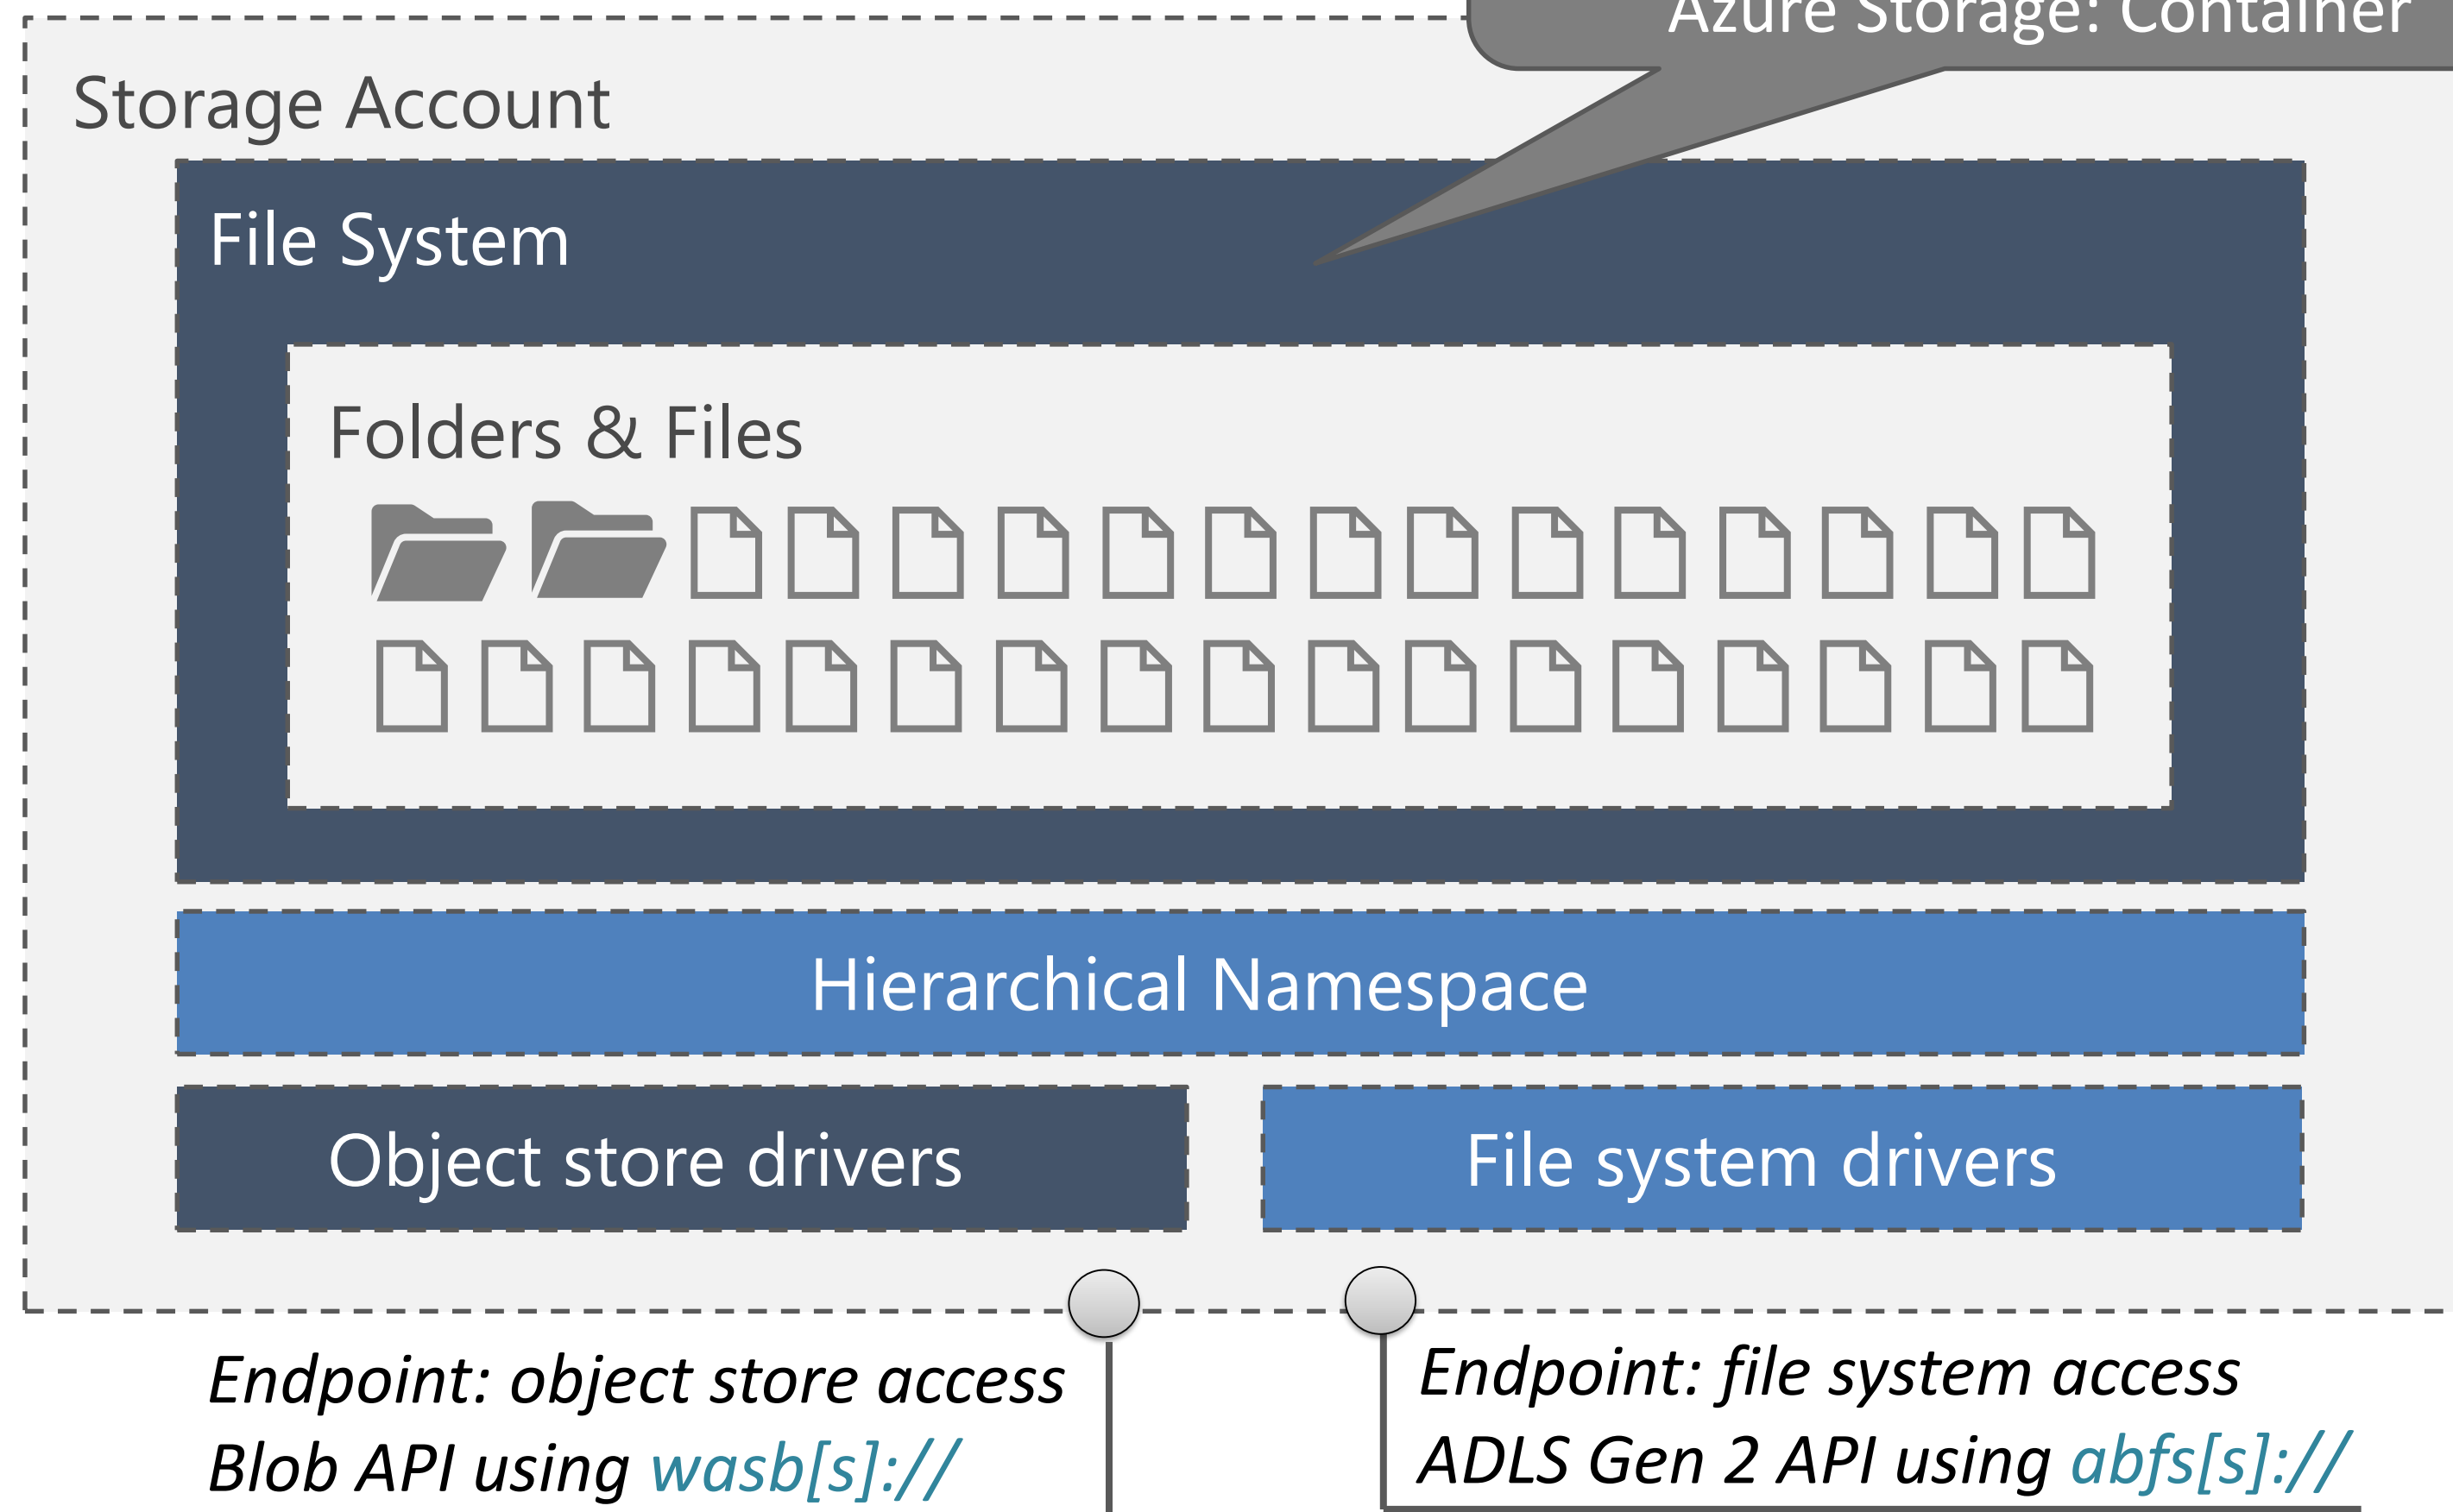 Azure Storage: Container
Storage Account
File System
Folders & Files
Hierarchical Namespace
Object store drivers
File system drivers
Endpoint: object store access
Blob API using wasb[s]://
Endpoint: file system access
ADLS Gen 2 API using abfs[s]://